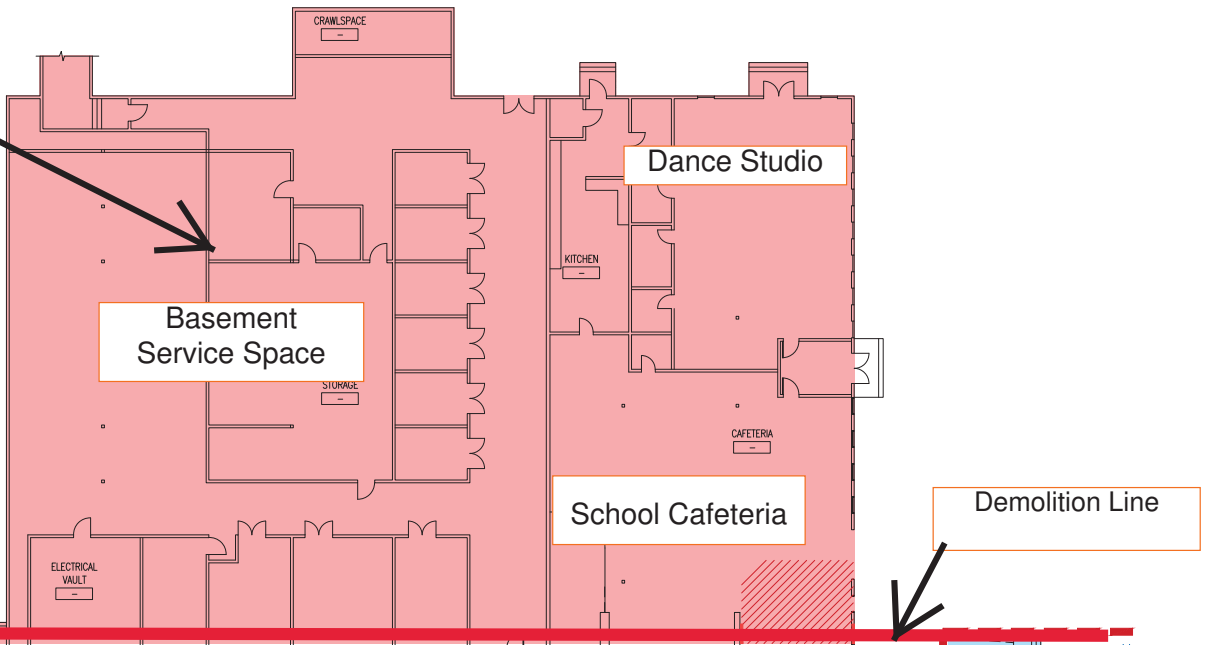 CRAWLSPACE
-
Dance Studio
KITCHEN
-
Basement
Service Space
STORAGE
-
CAFETERIA
-
School Cafeteria
Demolition Line
ELECTRICAL
VAULT
-